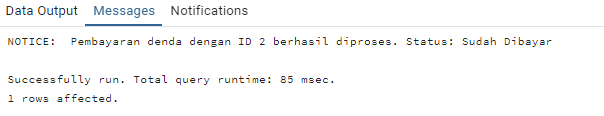 Data Output Messages Notifications
NOTICE:  Pembayaran denda dengan ID 2 berhasil diproses. Status: Sudah Dibayar
Successfully run. Total query runtime: 85 msec.
1 rows affected.